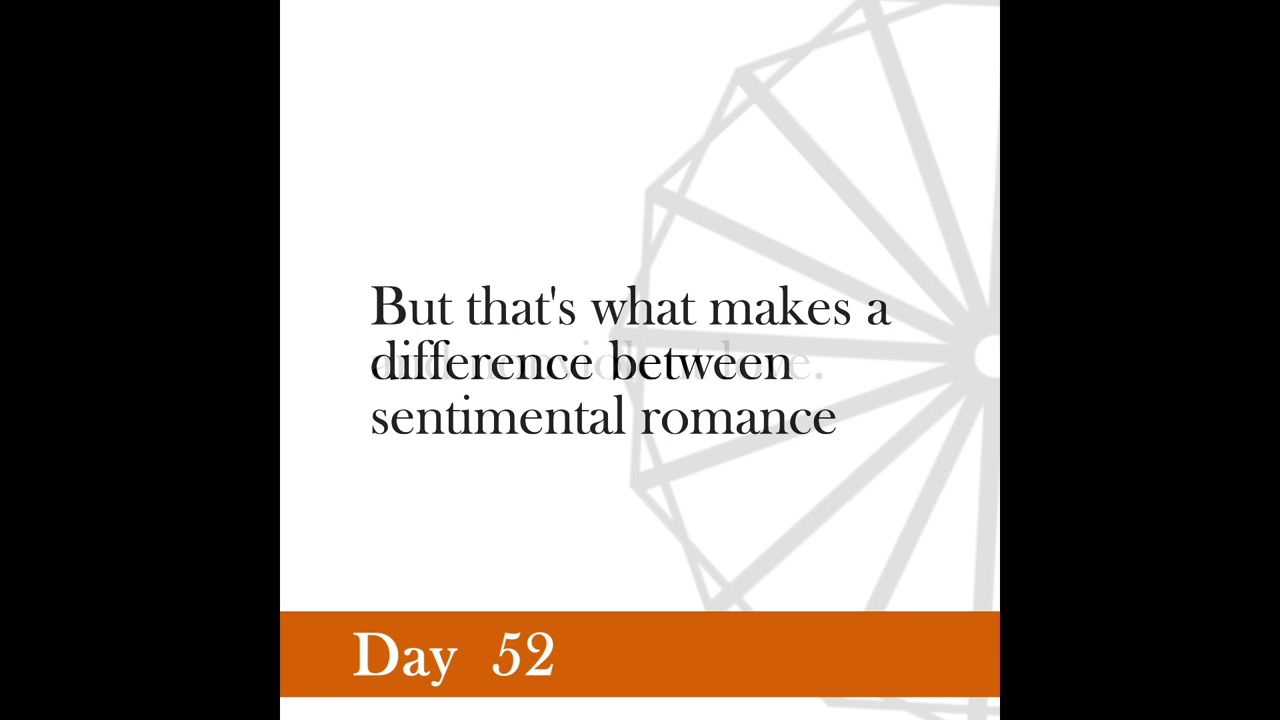 But that's what makes a
difference between
sentimental romance
Day 52